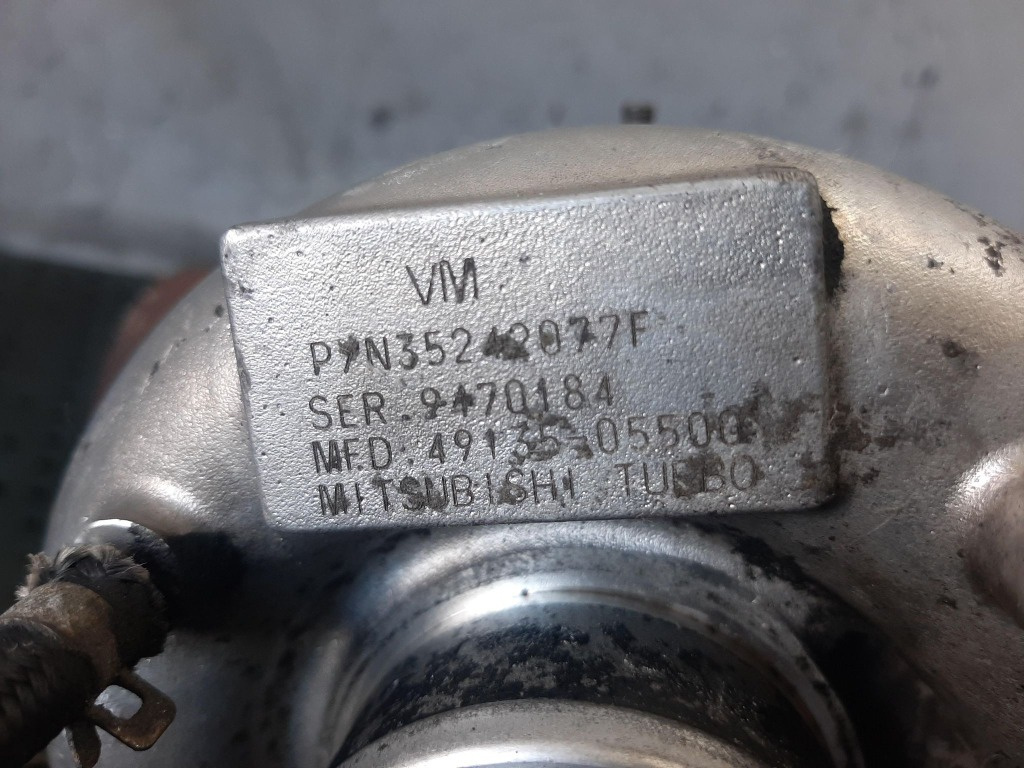 VM
P/N35242077F
SER.9470184
MFD.49135-05500
MITSUBISHI TURBO